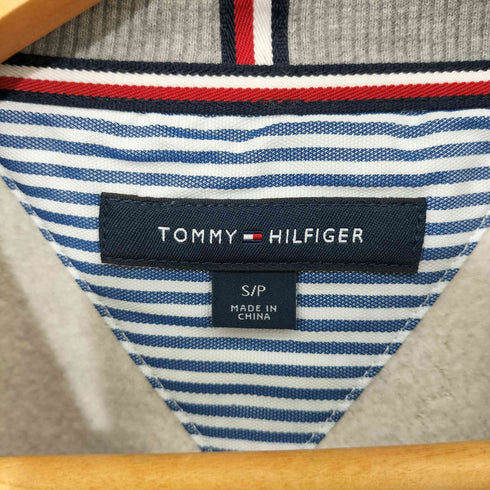 TOMMY HILFIGER
S/P
MADE IN
CHINA